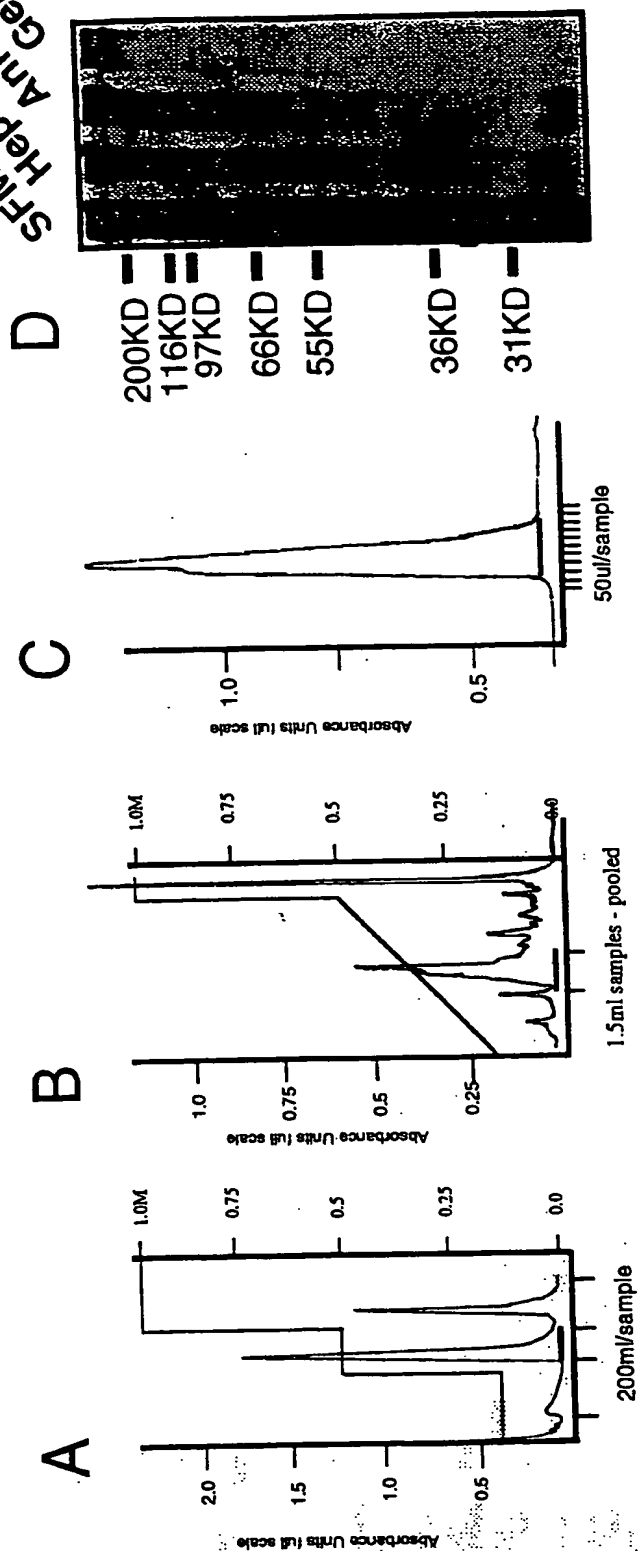 A
Absorbance Units full scale
2.0
1.5
1.0
0.5
1.0M
0.75
0.5
0.25
0.0
200ml/sample
B
Absorbance Units full scale
1.0
0.75
0.5
0.25
1.0M
0.75
0.5
0.25
0.0
1.5ml samples - pooled
C
Absorbance Units full scale
1.0
0.5
50ul/sample
D
Hep
200KD
116KD
97KD
66KD
55KD
36KD
31KD